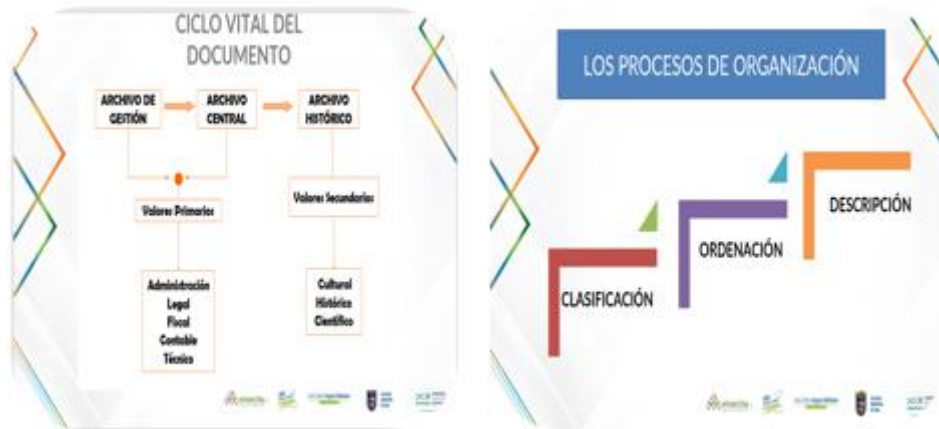 CICLO VITAL DEL
DOCUMENTO
ARCHIVO DE
GESTIÓN
ARCHIVO
CENTRAL
ARCHIVO
HISTÓRICO
Valores Primarios
Valores Secundarios
Administración
Legal
Fiscal
Contable
Técnico
Cultural
Histórico
Científico
LOS PROCESOS DE ORGANIZACIÓN
CLASIFICACIÓN
ORDENACIÓN
DESCRIPCIÓN